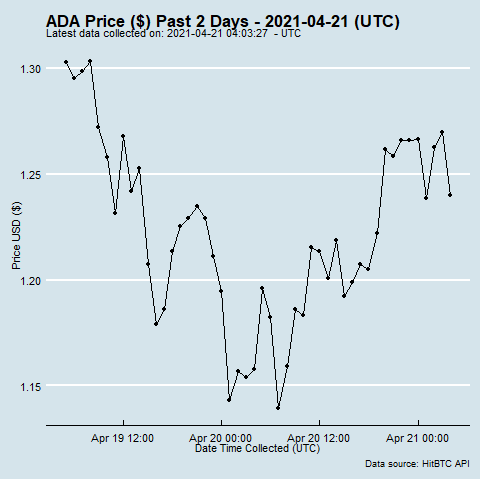 ADA Price ($) Past 2 Days - 2021-04-21 (UTC)
Latest data collected on: 2021-04-21 04:03:27  - UTC
1.30
1.25
1.20
1.15
Price USD ($)
Apr 19 12:00
Apr 20 00:00
Apr 20 12:00
Apr 21 00:00
Date Time Collected (UTC)
Data source: HitBTC API